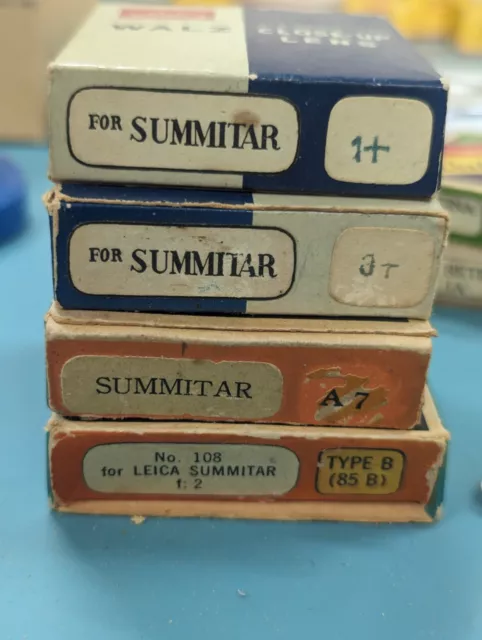 WALZ
CLOSE-UP
LENS
FOR SUMMITAR
1+
FOR SUMMITAR
SUMMITAR
A 7
No. 108
for LEICA SUMMITAR
f: 2
TYPE B
(85 B)